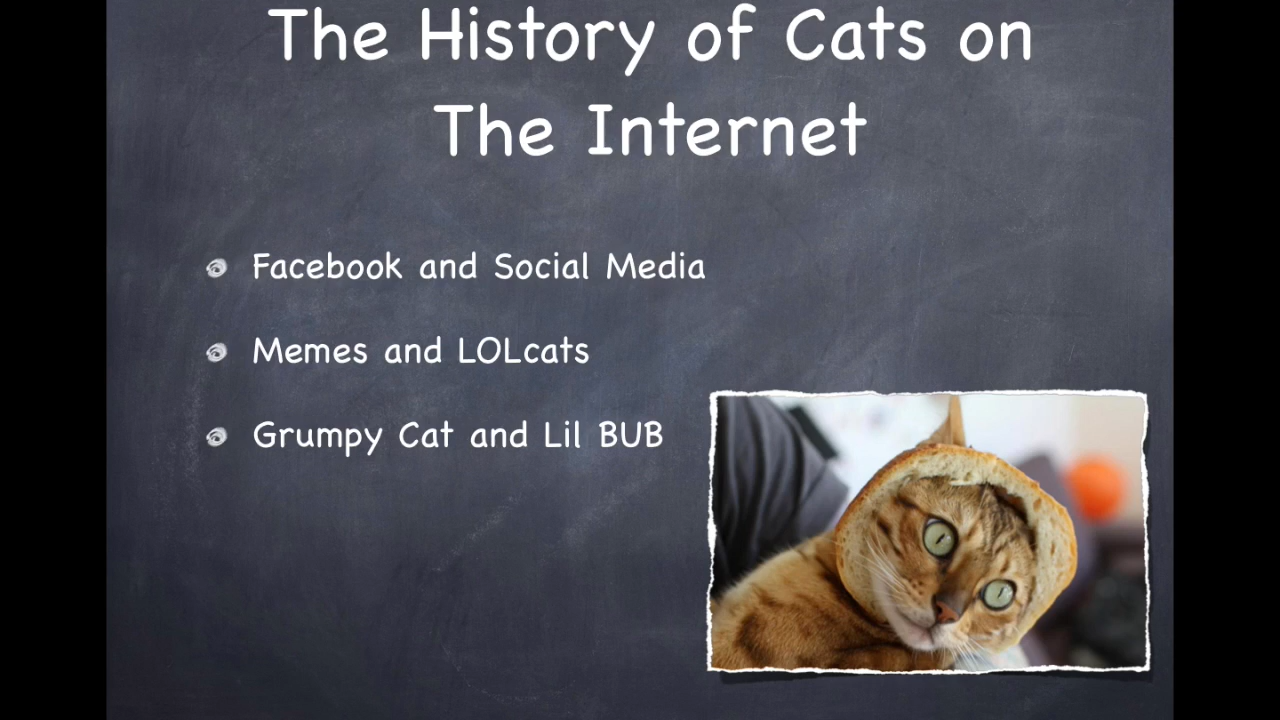 The History of Cats on
The Internet
Facebook and Social Media
Memes and LOLcats
Grumpy Cat and Lil BUB